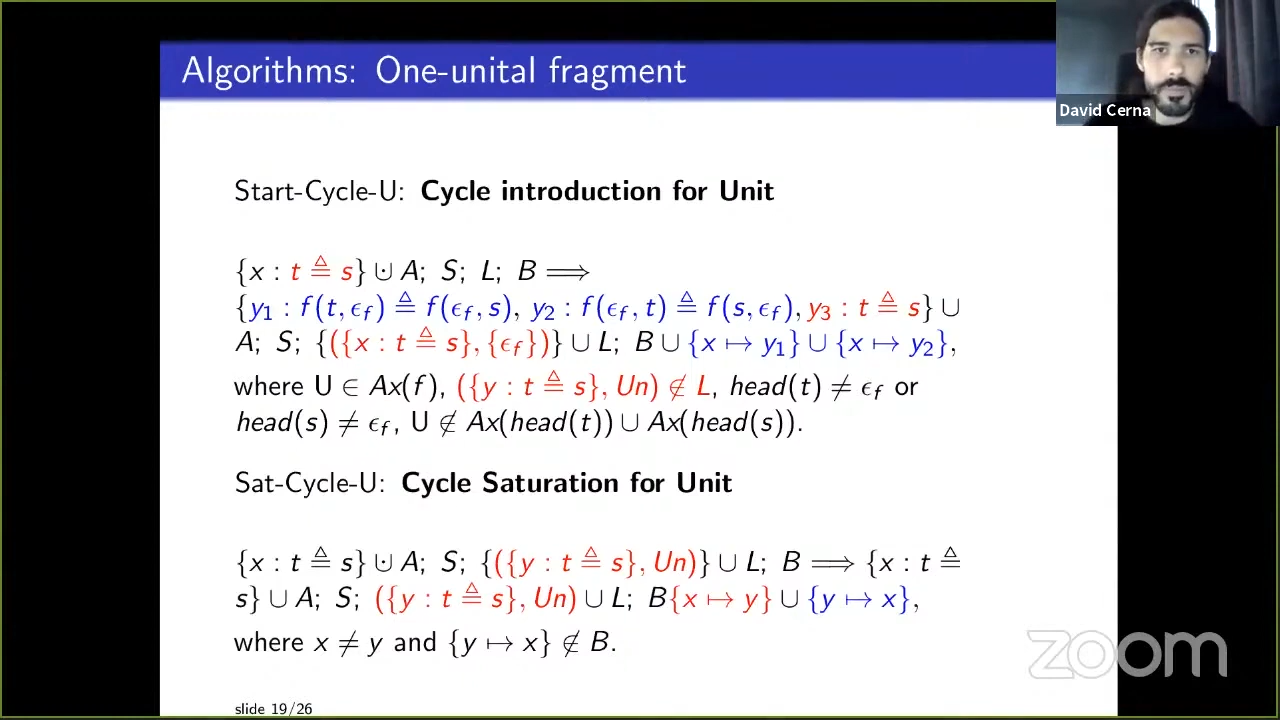 Algorithms: One-unital fragment
David Cerna
Start-Cycle-U: Cycle introduction for Unit
{x : t ≜ s} ⊍ A; S; L; B ⟹
{y₁ : f(t, ϵ_f) ≜ f(ϵ_f, s), y₂ : f(ϵ_f, t) ≜ f(s, ϵ_f), y₃ : t ≜ s} ∪
A; S; {({x : t ≜ s}, {ϵ_f})} ∪ L; B ∪ {x ↦ y₁} ∪ {x ↦ y₂},
where U ∈ Ax(f), ({y : t ≜ s}, Un) ∉ L, head(t) ≠ ϵ_f or
head(s) ≠ ϵ_f, U ∉ Ax(head(t)) ∪ Ax(head(s)).
Sat-Cycle-U: Cycle Saturation for Unit
{x : t ≜ s} ⊍ A; S; {({y : t ≜ s}, Un)} ∪ L; B ⟹ {x : t ≜
s} ∪ A; S; ({y : t ≜ s}, Un) ∪ L; B{x ↦ y} ∪ {y ↦ x},
where x ≠ y and {y ↦ x} ∉ B.
zoom
slide 19/26